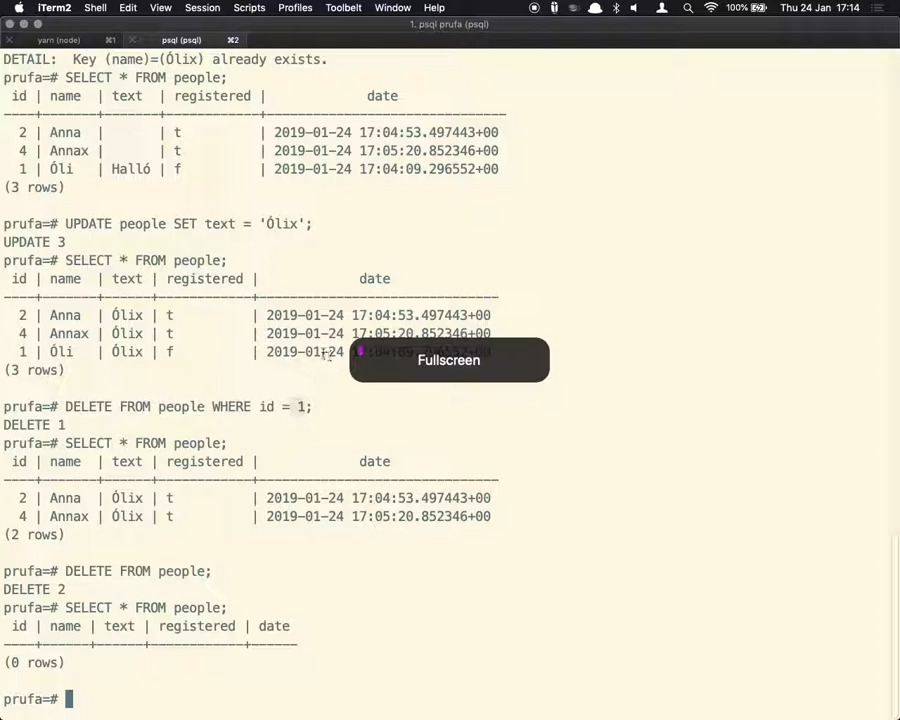 iTerm2 Shell Edit View Session Scripts Profiles Toolbelt Window Help 100% Thu 24 Jan 17:14
1. psql prufa (psql)
yarn (node) ⌘1 psql (psql) ⌘2
DETAIL:  Key (name)=(Ólix) already exists.
prufa=# SELECT * FROM people;
 id | name  | text  | registered |             date
----+-------+-------+------------+-------------------------------
  2 | Anna  |       | t          | 2019-01-24 17:04:53.497443+00
  4 | Annax |       | t          | 2019-01-24 17:05:20.852346+00
  1 | Óli   | Halló | f          | 2019-01-24 17:04:09.296552+00
(3 rows)
prufa=# UPDATE people SET text = 'Ólix';
UPDATE 3
prufa=# SELECT * FROM people;
 id | name  | text | registered |             date
----+-------+------+------------+-------------------------------
  2 | Anna  | Ólix | t          | 2019-01-24 17:04:53.497443+00
  4 | Annax | Ólix | t          | 2019-01-24 17:05:20.852346+00
  1 | Óli   | Ólix | f          | 2019-01-24 17:04:09.296552+00
Fullscreen
(3 rows)
prufa=# DELETE FROM people WHERE id = 1;
DELETE 1
prufa=# SELECT * FROM people;
 id | name  | text | registered |             date
----+-------+------+------------+-------------------------------
  2 | Anna  | Ólix | t          | 2019-01-24 17:04:53.497443+00
  4 | Annax | Ólix | t          | 2019-01-24 17:05:20.852346+00
(2 rows)
prufa=# DELETE FROM people;
DELETE 2
prufa=# SELECT * FROM people;
 id | name | text | registered | date
----+------+------+------------+------
(0 rows)
prufa=#